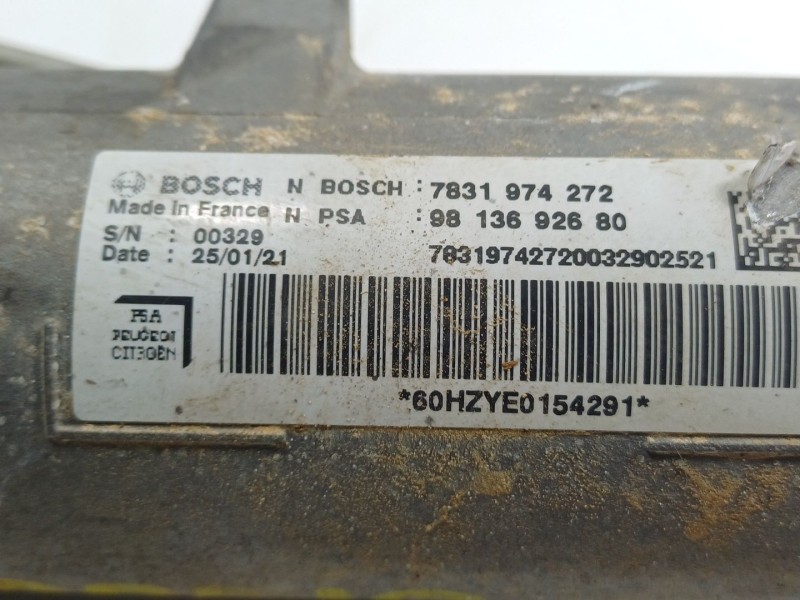 BOSCH N BOSCH : 7831 974 272
Made in France N PSA : 98 136 926 80
S/N : 00329
Date : 25/01/21 78319742720032902521
PSA
PEUGEOT
CITROËN
*60HZYE0154291*